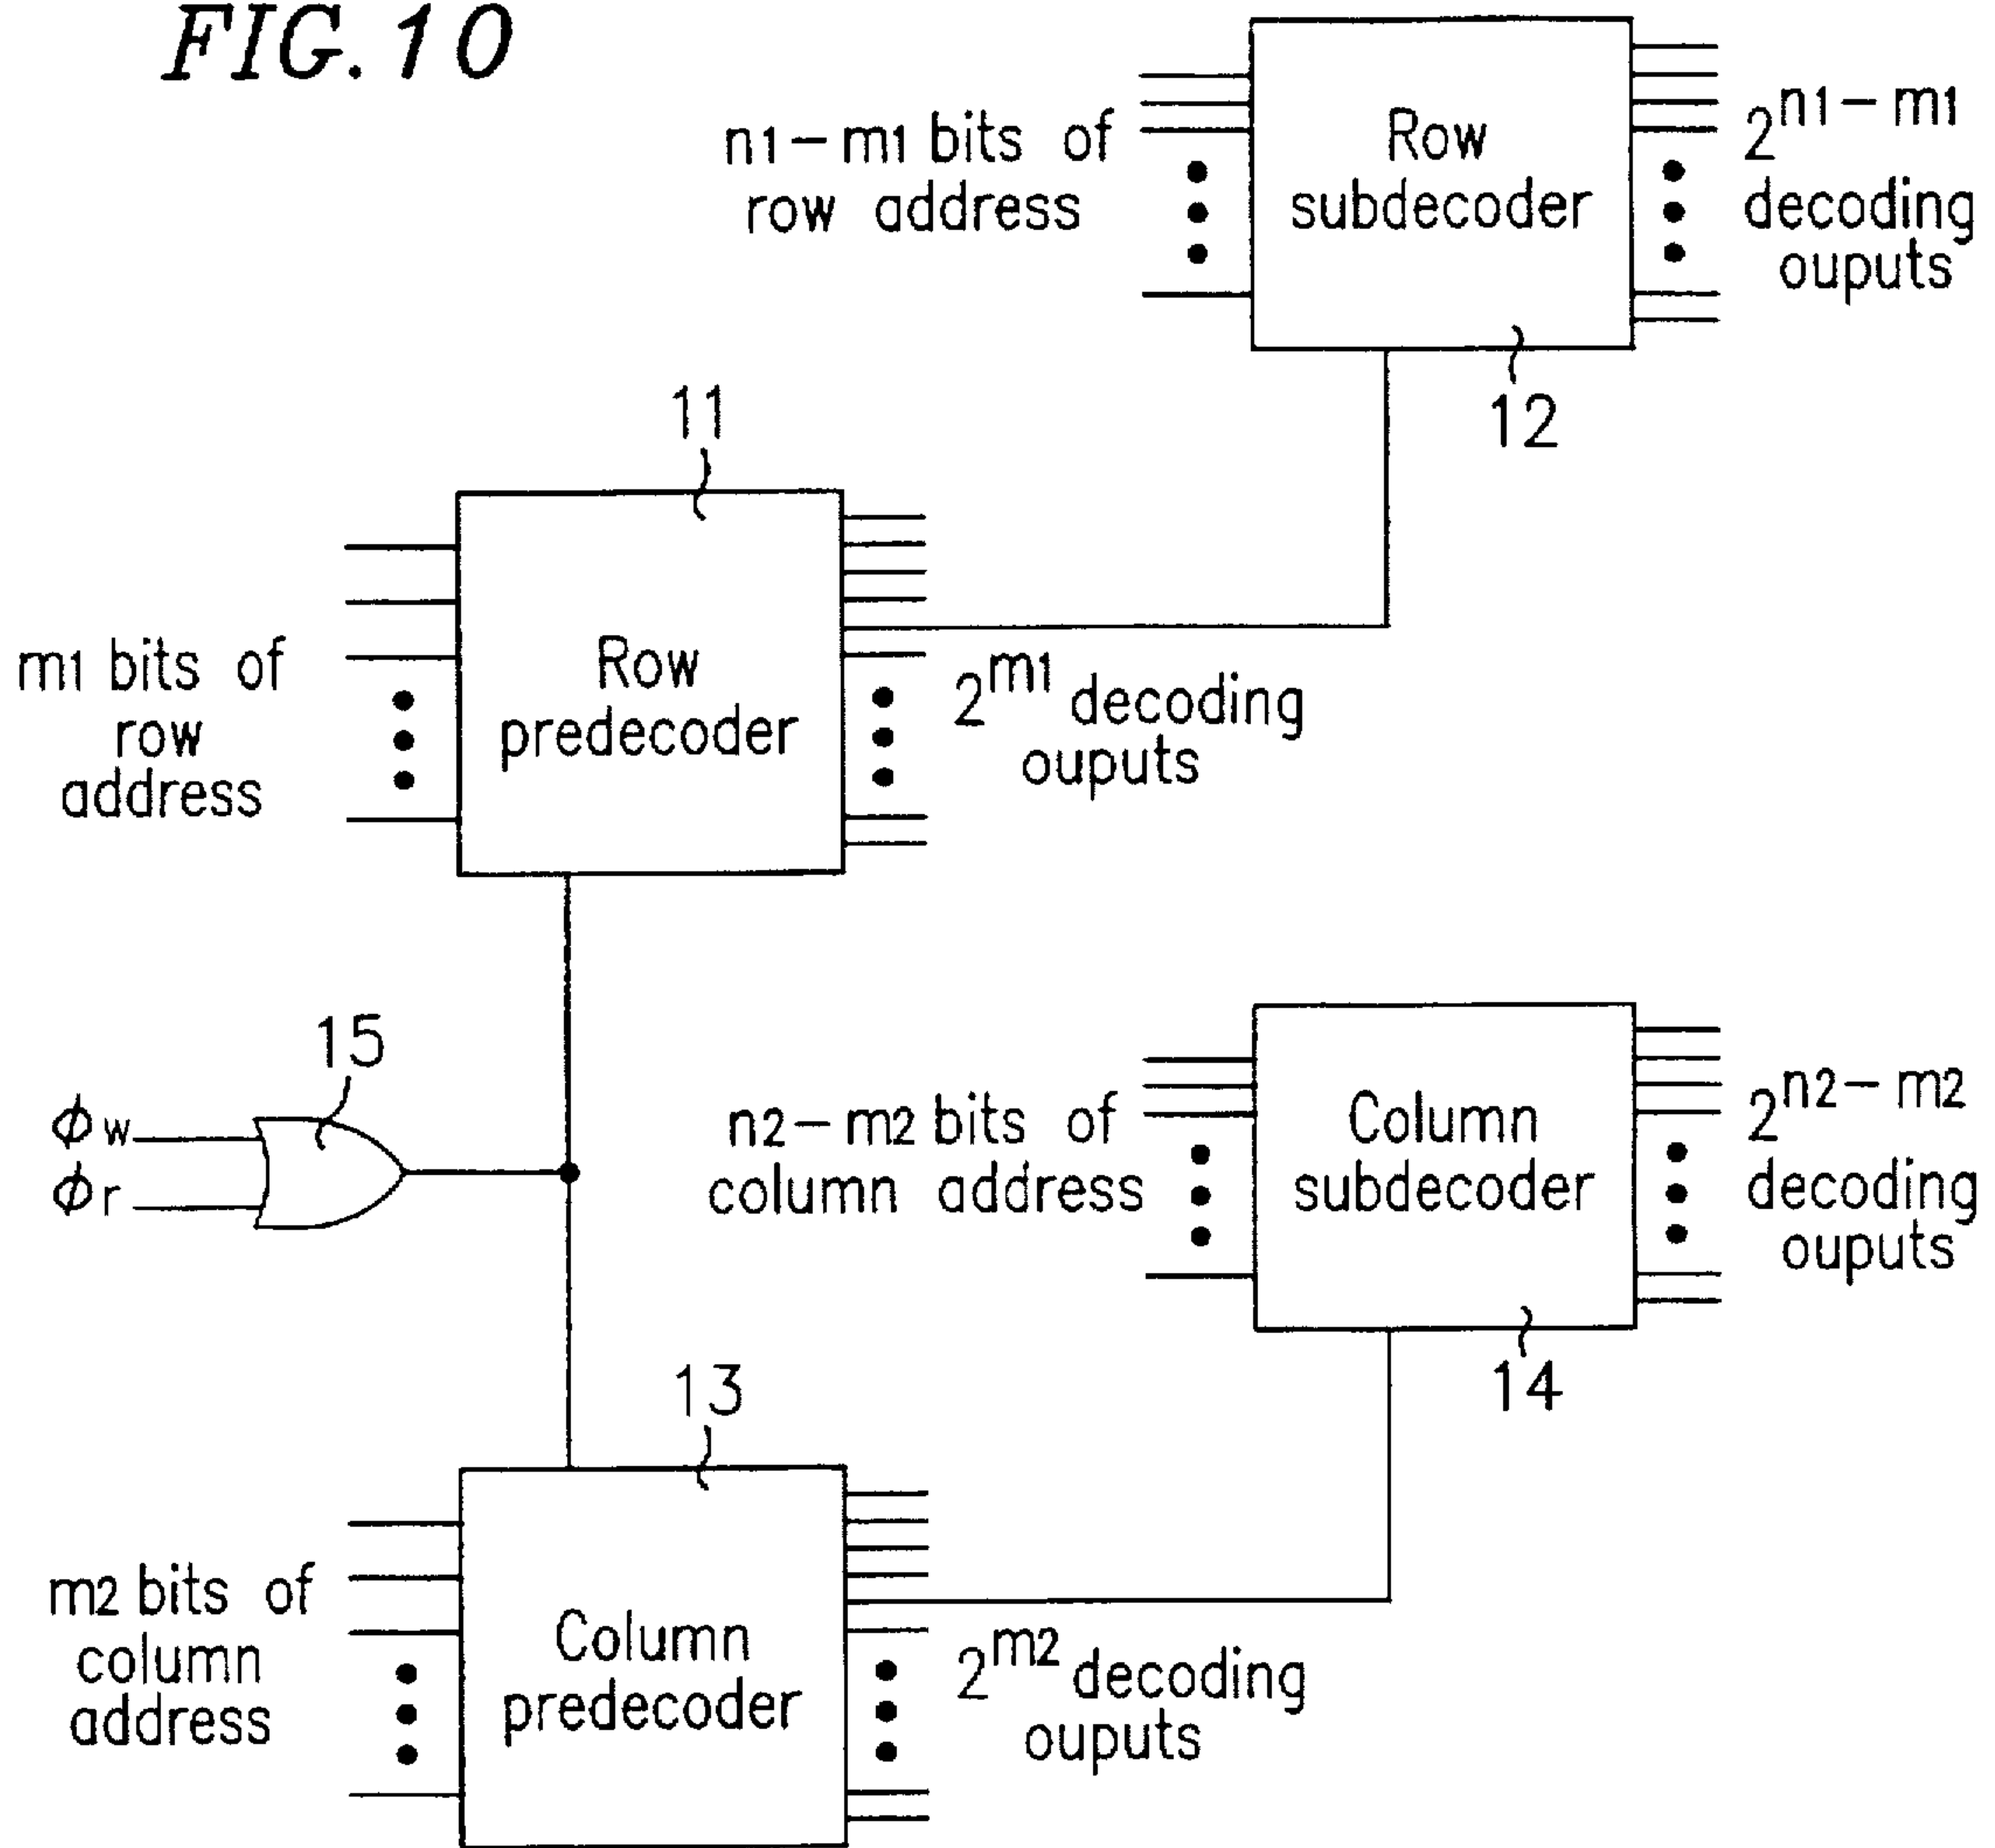 FIG. 10
n1-m1 bits of
row address
Row
subdecoder
2^n1-m1
decoding
ouputs
12
11
m1 bits of
row
address
Row
predecoder
2^m1 decoding
ouputs
15
ϕw
ϕr
n2-m2 bits of
column address
Column
subdecoder
2^n2-m2
decoding
ouputs
14
13
m2 bits of
column
address
Column
predecoder
2^m2 decoding
ouputs